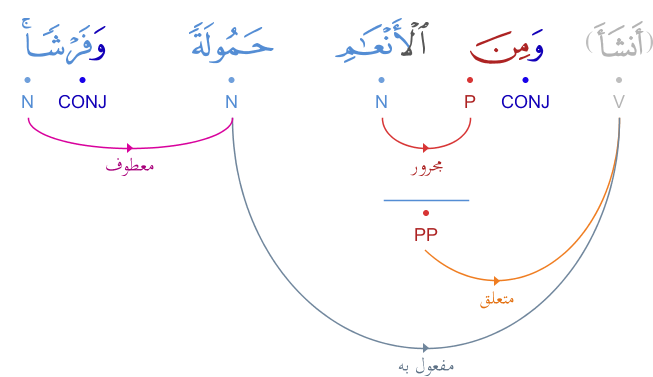 (أَنشَأَ) وَمِنَ ٱلْأَنْعَـٰمِ حَمُولَةً وَفَرْشًا ۚ
V CONJ P N N CONJ N
مجرور
معطوف
PP
متعلق
مفعول به